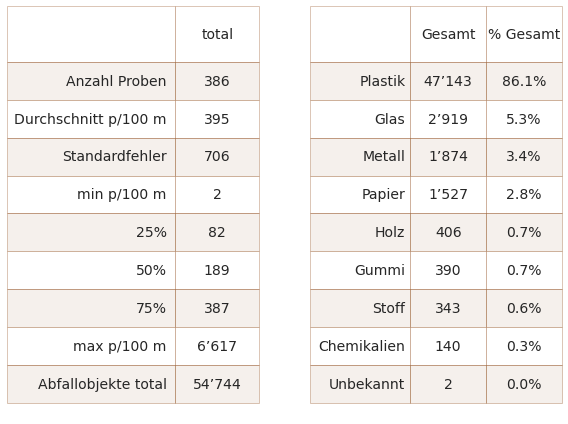 total
Anzahl Proben 386
Durchschnitt p/100 m 395
Standardfehler 706
min p/100 m 2
25% 82
50% 189
75% 387
max p/100 m 6’617
Abfallobjekte total 54’744
Gesamt % Gesamt
Plastik 47’143 86.1%
Glas 2’919 5.3%
Metall 1’874 3.4%
Papier 1’527 2.8%
Holz 406 0.7%
Gummi 390 0.7%
Stoff 343 0.6%
Chemikalien 140 0.3%
Unbekannt 2 0.0%